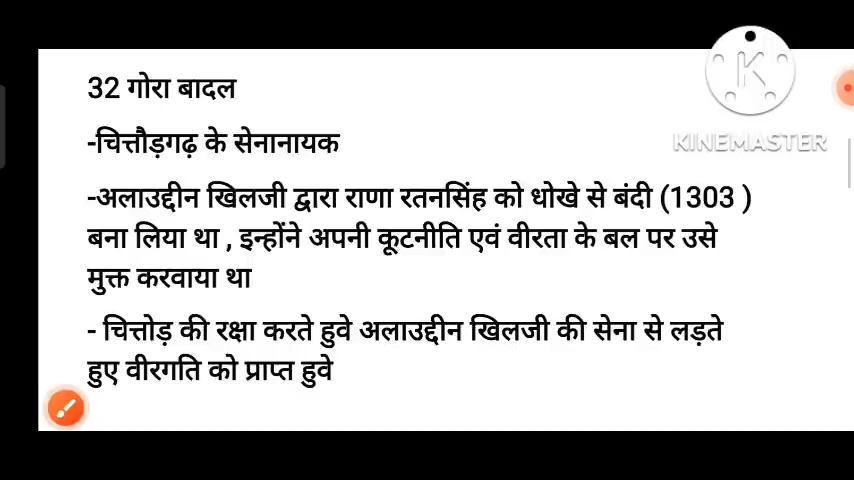 32 गोरा बादल
-चित्तौड़गढ़ के सेनानायक
-अलाउद्दीन खिलजी द्वारा राणा रतनसिंह को धोखे से बंदी (1303 )
बना लिया था , इन्होंने अपनी कूटनीति एवं वीरता के बल पर उसे
मुक्त करवाया था
- चित्तोड़ की रक्षा करते हुवे अलाउद्दीन खिलजी की सेना से लड़ते
हुए वीरगति को प्राप्त हुवे
K
KINEMASTER